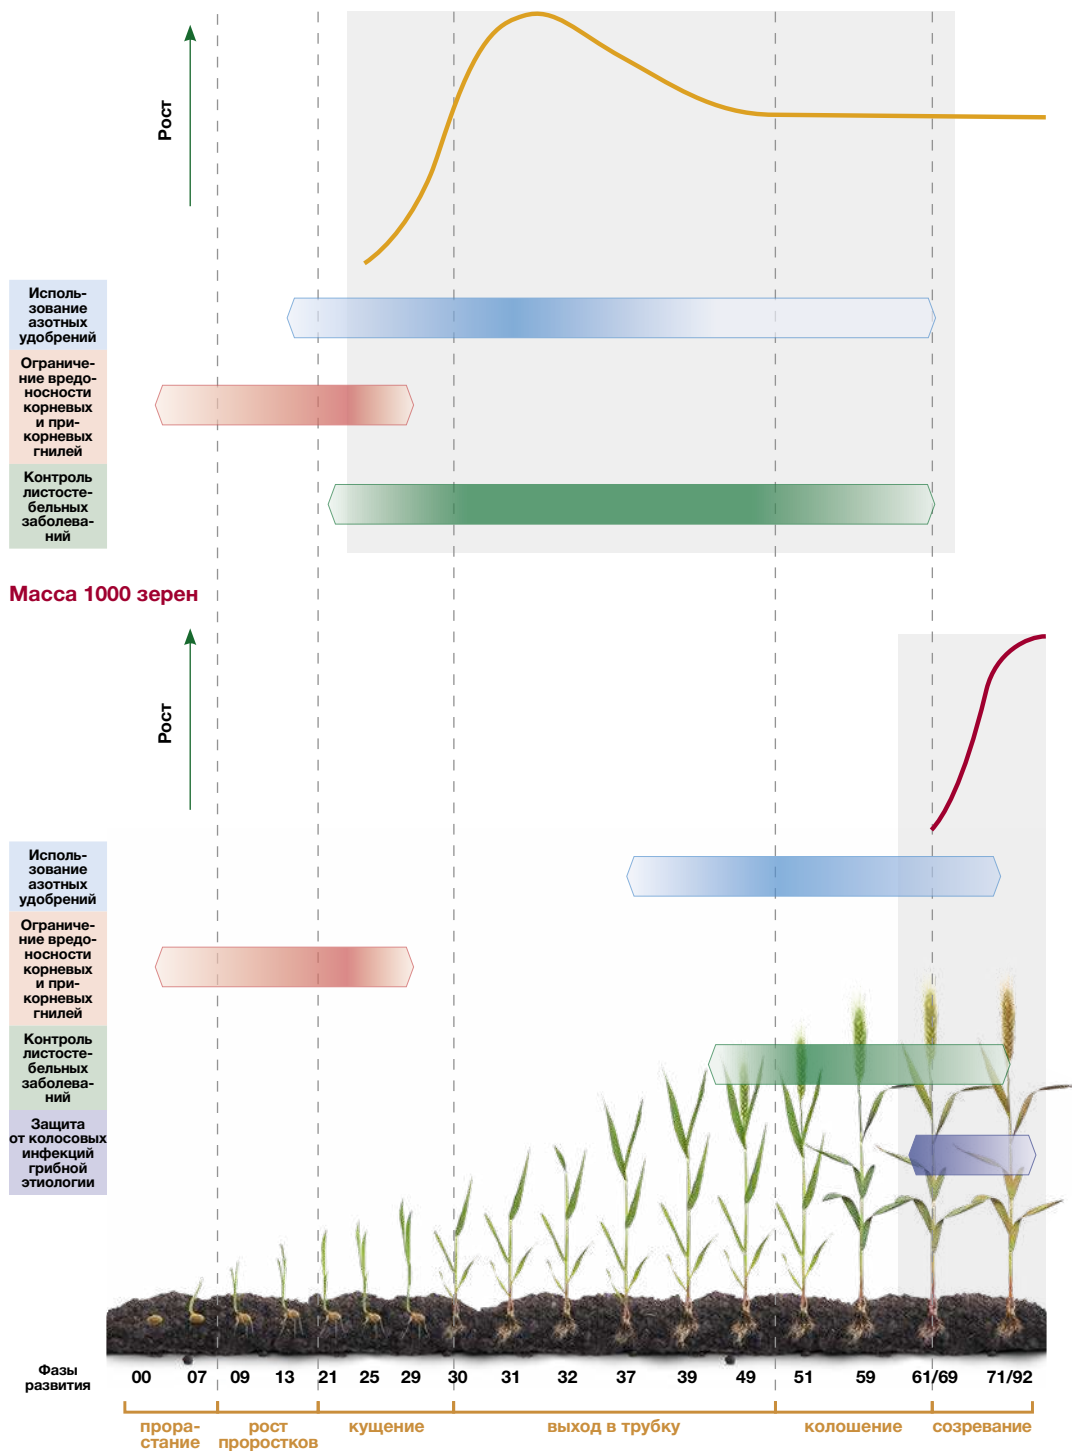 Рост
Исполь-
зование
азотных
удобрений
Ограниче-
ние вредо-
носности
корневых
и при-
корневых
гнилей
Контроль
листосте-
бельных
заболева-
ний
Масса 1000 зерен
Рост
Исполь-
зование
азотных
удобрений
Ограниче-
ние вредо-
носности
корневых
и при-
корневых
гнилей
Контроль
листосте-
бельных
заболева-
ний
Защита
от колосовых
инфекций
грибной
этиологии
Фазы
развития
00 07 09 13 21 25 29 30 31 32 37 39 49 51 59 61/69 71/92
прора-
стание
рост
проростков
кущение
выход в трубку
колошение
созревание